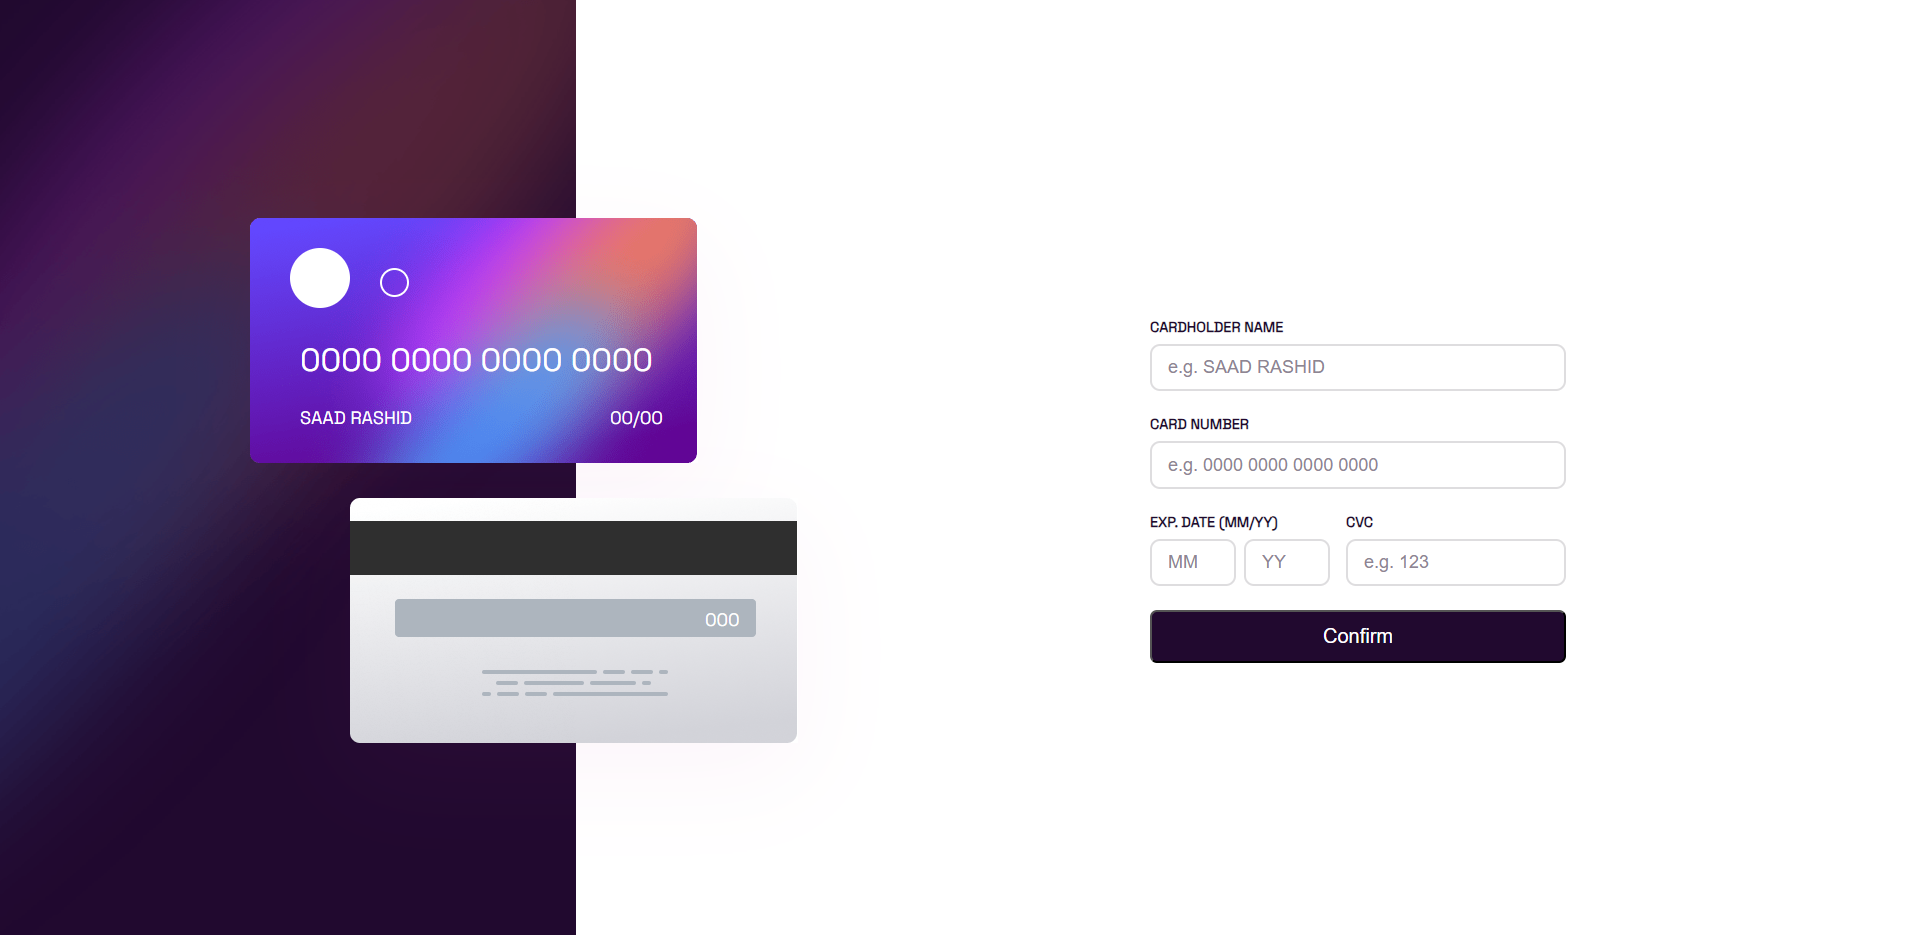 0000 0000 0000 0000
SAAD RASHID 00/00
000
CARDHOLDER NAME
e.g. SAAD RASHID
CARD NUMBER
e.g. 0000 0000 0000 0000
EXP. DATE (MM/YY) CVC
MM YY e.g. 123
Confirm